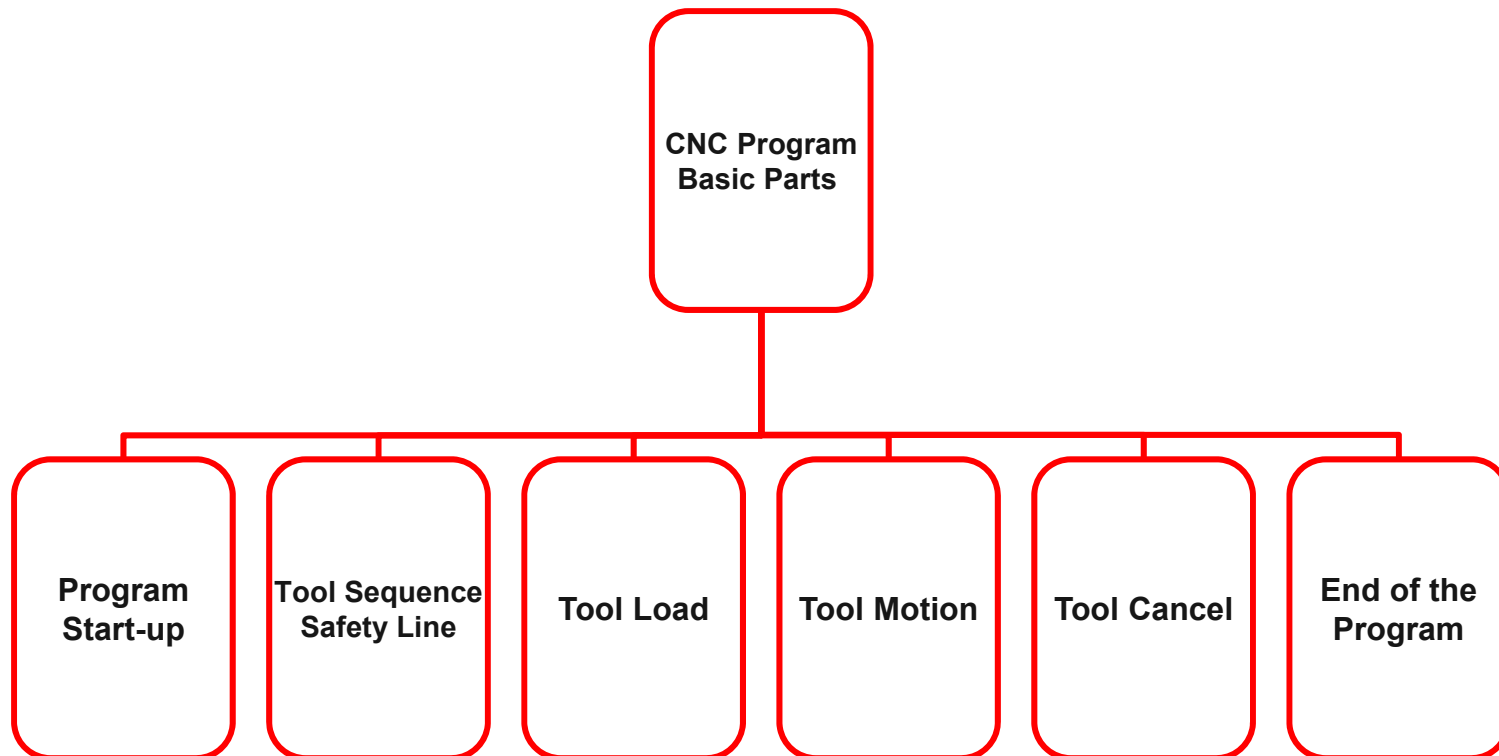 CNC Program
Basic Parts
Program
Start-up
Tool Sequence
Safety Line
Tool Load
Tool Motion
Tool Cancel
End of the
Program